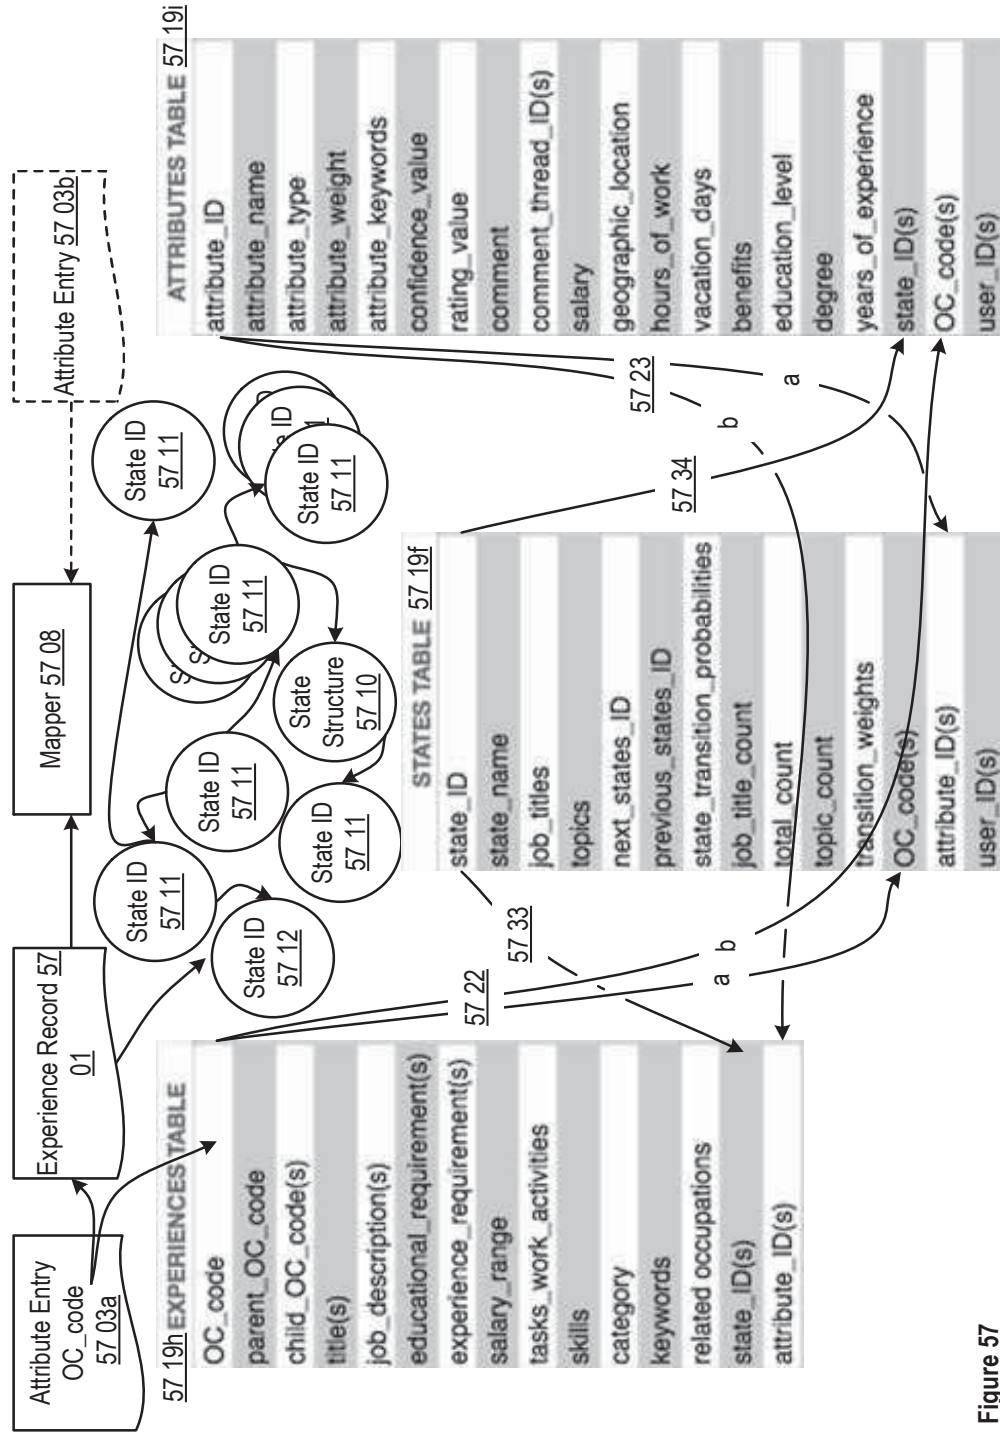 Attribute Entry
OC_code
57 03a
Experience Record 57
01
Mapper 57 08
Attribute Entry 57 03b
State ID
57 11
State ID
57 12
State ID
57 11
State ID
57 11
State ID
57 11
State
Structure
57 10
State ID
57 11
State ID
57 11
57 19h EXPERIENCES TABLE
OC_code
parent_OC_code
child_OC_code(s)
title(s)
job_description(s)
educational_requirement(s)
experience_requirement(s)
salary_range
tasks_work_activities
skills
category
keywords
related occupations
state_ID(s)
attribute_ID(s)
57 22
a
b
57 33
STATES TABLE 57 19f
state_ID
state_name
job_titles
topics
next_states_ID
previous_states_ID
state_transition_probabilities
job_title_count
total_count
topic_count
transition_weights
OC_code(s)
attribute_ID(s)
user_ID(s)
57 34
57 23
b
a
ATTRIBUTES TABLE 57 19i
attribute_ID
attribute_name
attribute_type
attribute_weight
attribute_keywords
confidence_value
rating_value
comment
comment_thread_ID(s)
salary
geographic_location
hours_of_work
vacation_days
benefits
education_level
degree
years_of_experience
state_ID(s)
OC_code(s)
user_ID(s)
Figure 57